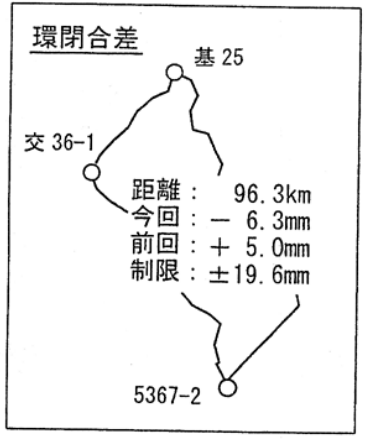 環閉合差
基 25
交 36-1
距離： 96.3km
今回：－ 6.3mm
前回：＋ 5.0mm
制限：±19.6mm
5367-2